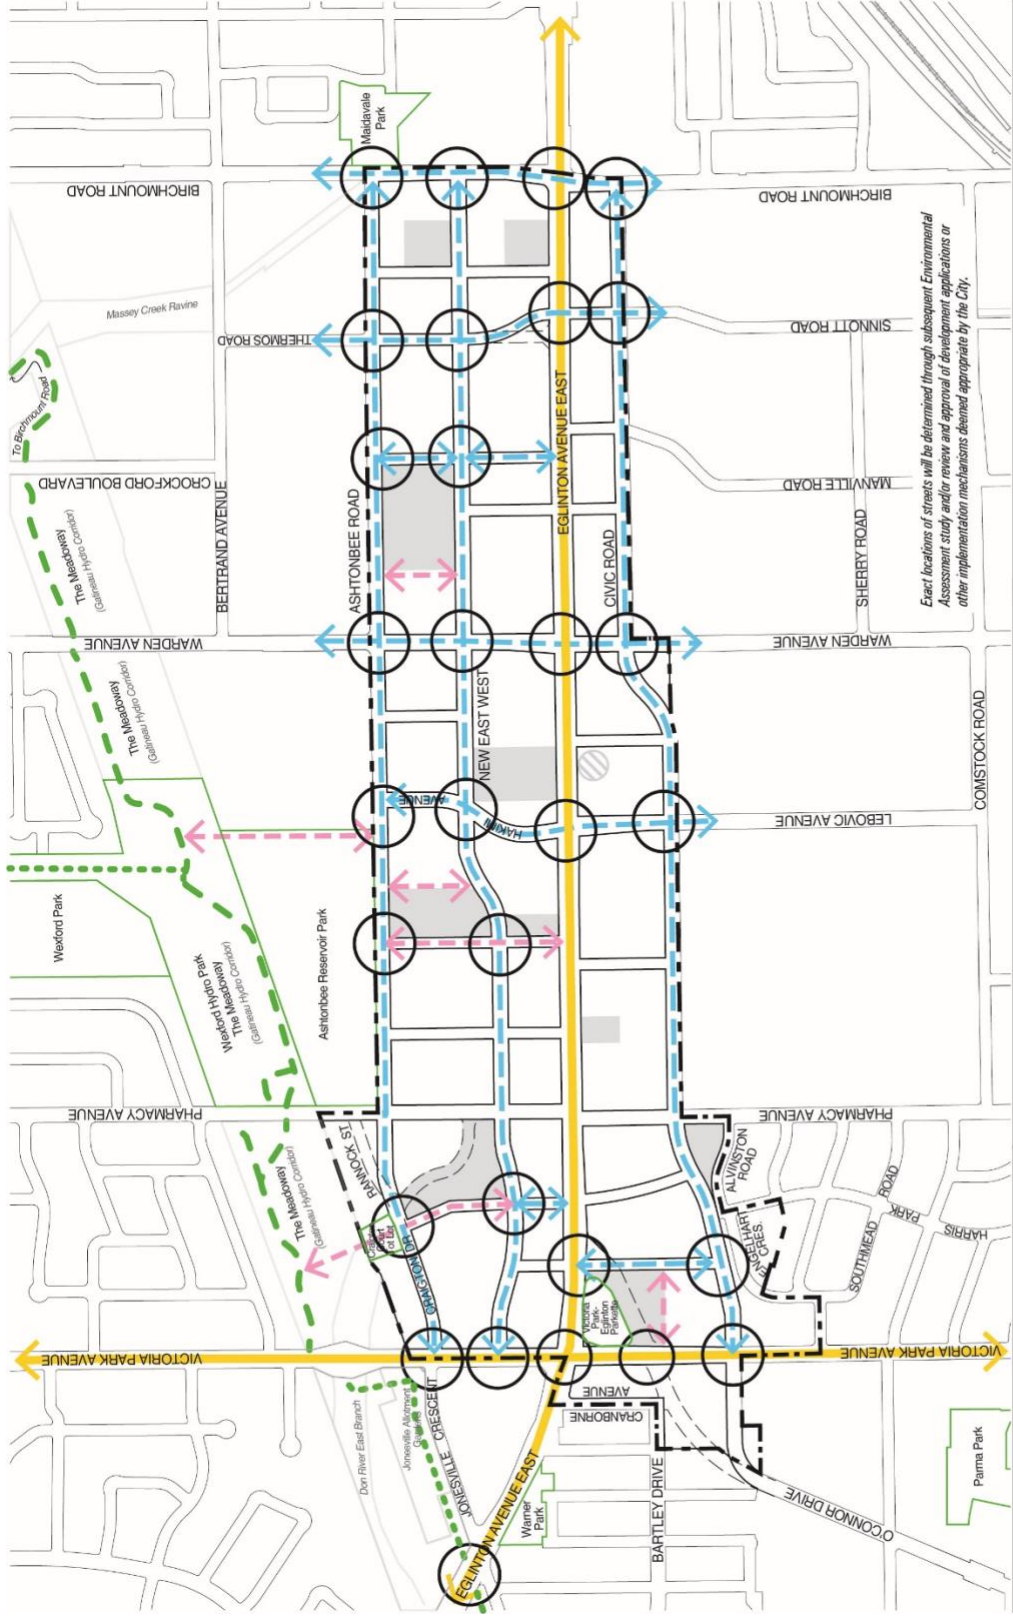 Maidavale
Park
BIRCHMOUNT ROAD
BIRCHMOUNT ROAD
Massey Creek Ravine
THERMOS ROAD
SINNOTT ROAD
To Birchmount Road
CROCKFORD BOULEVARD
MANVILLE ROAD
The Meadoway
(Gatineau Hydro Corridor)
BERTRAND AVENUE
ASHTONBEE ROAD
EGLINTON AVENUE EAST
CIVIC ROAD
SHERRY ROAD
Exact locations of streets will be determined through subsequent Environmental
Assessment study and/or review and approval of development applications or
other implementation mechanisms deemed appropriate by the City.
WARDEN AVENUE
WARDEN AVENUE
The Meadoway
(Gatineau Hydro Corridor)
NEW EAST WEST
COMSTOCK ROAD
HAKIMI
AVENUE
LEBOVIC AVENUE
Wexford Park
Wexford Hydro Park
The Meadoway
(Gatineau Hydro Corridor)
Ashtonbee Reservoir Park
PHARMACY AVENUE
PHARMACY AVENUE
RANNOCK ST
The Meadoway
(Gatineau Hydro Corridor)
CRAIGTON DR
ALVINSTON
ROAD
ENGELHART
CRES.
SOUTHMEAD
ROAD
HARRIS
PARK
Victoria
Park-
Eglinton
Parkette
VICTORIA PARK AVENUE
VICTORIA PARK AVENUE
Don River East Branch
Jonesville Allotment
Gardens
JONESVILLE CRESCENT
CRANBORNE
AVENUE
EGLINTON AVENUE EAST
Warner
Park
BARTLEY DRIVE
O'CONNOR DRIVE
Parma Park